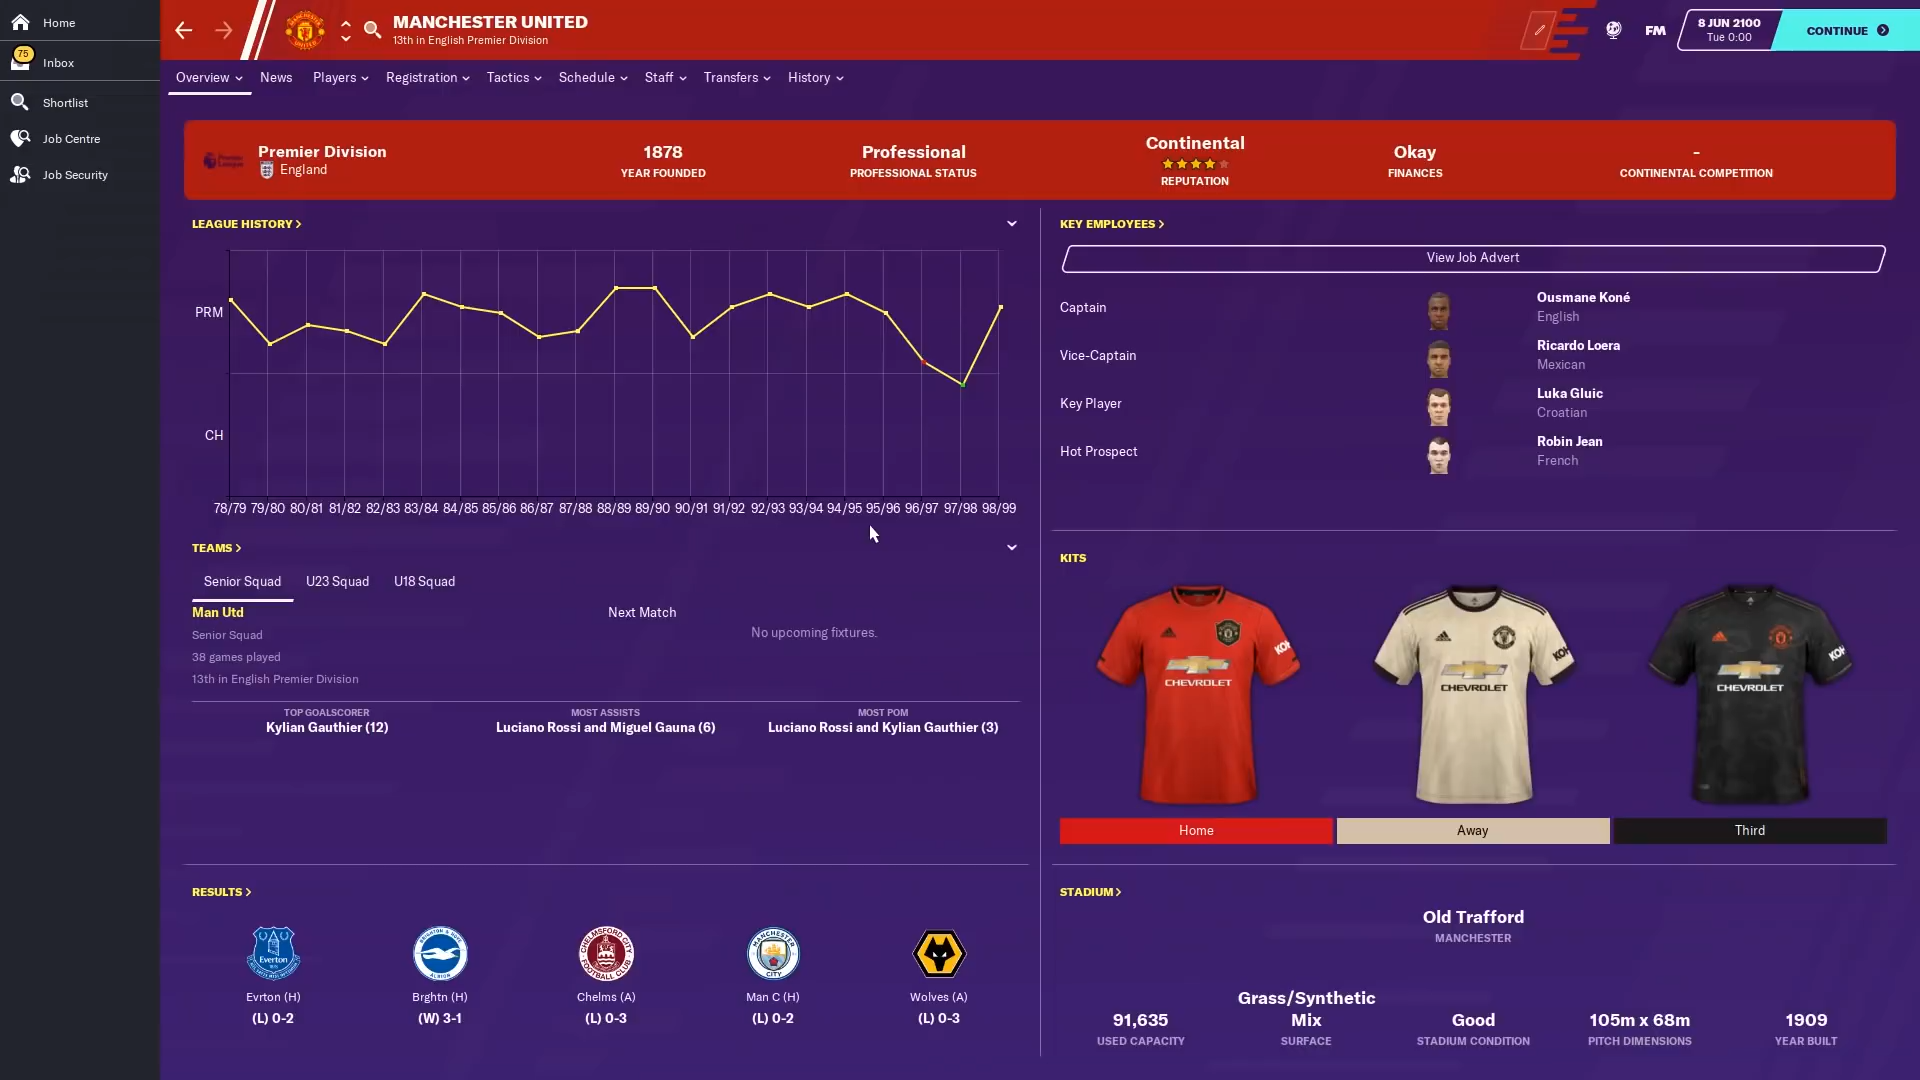 Home
75
Inbox
Shortlist
Job Centre
Job Security
MANCHESTER UNITED
13th in English Premier Division
FM
8 JUN 2100
Tue 0:00
CONTINUE
Overview
News
Players
Registration
Tactics
Schedule
Staff
Transfers
History
Premier League
Premier Division
England
1878
YEAR FOUNDED
Professional
PROFESSIONAL STATUS
Continental
REPUTATION
Okay
FINANCES
-
CONTINENTAL COMPETITION
LEAGUE HISTORY >
PRM
CH
78/79 79/80 80/81 81/82 82/83 83/84 84/85 85/86 86/87 87/88 88/89 89/90 90/91 91/92 92/93 93/94 94/95 95/96 96/97 97/98 98/99
TEAMS >
Senior Squad U23 Squad U18 Squad
Man Utd
Senior Squad
38 games played
13th in English Premier Division
Next Match
No upcoming fixtures.
TOP GOALSCORER
Kylian Gauthier (12)
MOST ASSISTS
Luciano Rossi and Miguel Gauna (6)
MOST POM
Luciano Rossi and Kylian Gauthier (3)
RESULTS >
Everton
MANCHESTER
CITY
Evrton (H)
(L) 0-2
Brghtn (H)
(W) 3-1
Chelms (A)
(L) 0-3
Man C (H)
(L) 0-2
Wolves (A)
(L) 0-3
KEY EMPLOYEES >
View Job Advert
Captain
Ousmane Koné
English
Vice-Captain
Ricardo Loera
Mexican
Key Player
Luka Gluic
Croatian
Hot Prospect
Robin Jean
French
KITS
CHEVROLET
KOH
CHEVROLET
KOH
CHEVROLET
KOH
Home
Away
Third
STADIUM >
Old Trafford
MANCHESTER
91,635
USED CAPACITY
Grass/Synthetic
Mix
SURFACE
Good
STADIUM CONDITION
105m x 68m
PITCH DIMENSIONS
1909
YEAR BUILT